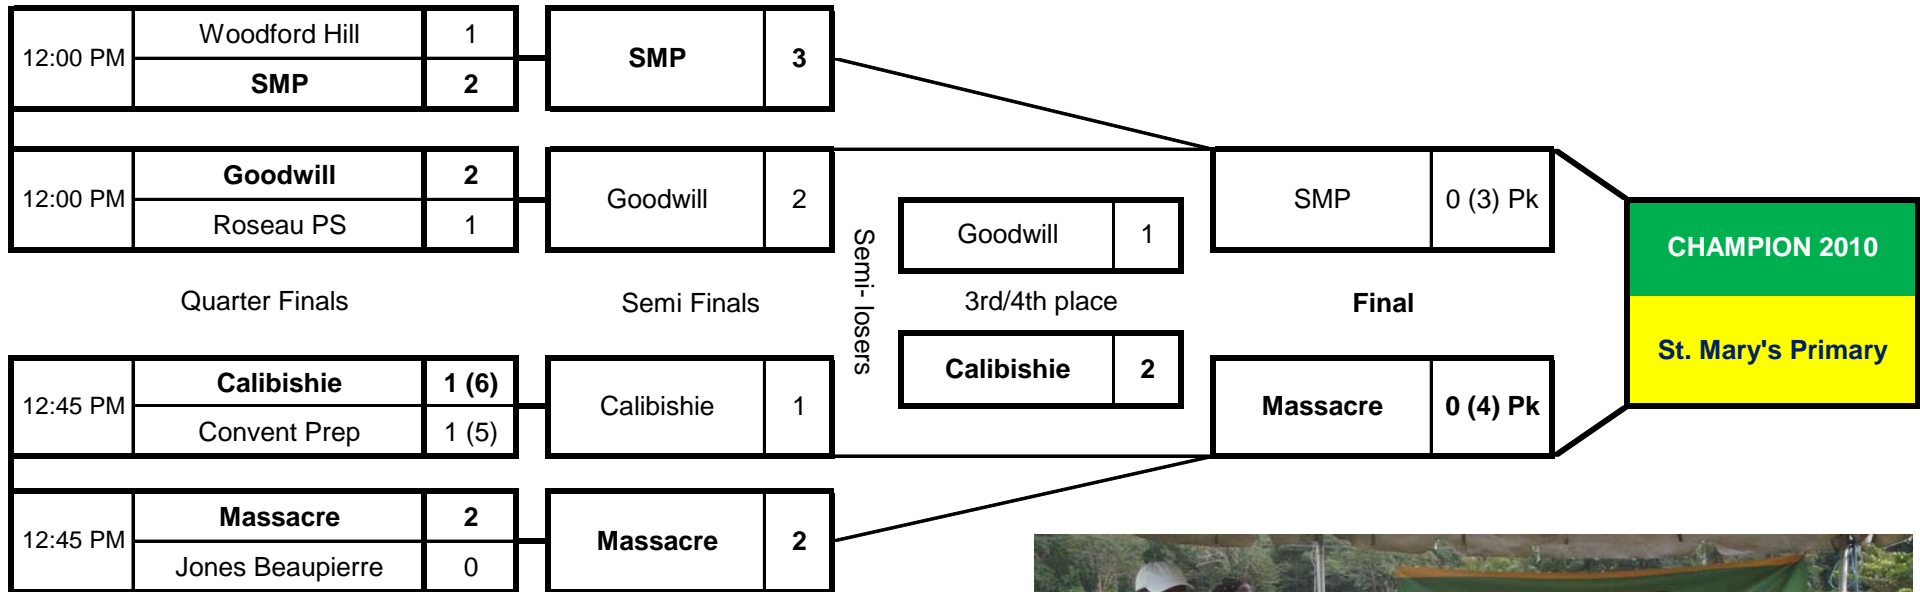 12:00 PM Woodford Hill 1
SMP 2
SMP 3
12:00 PM Goodwill 2
Roseau PS 1
Goodwill 2
Quarter Finals
Semi Finals
Calibishie 1 (6)
12:45 PM Convent Prep 1 (5)
Calibishie 1
12:45 PM Massacre 2
Jones Beaupierre 0
Massacre 2
Semi- losers
Goodwill 1
3rd/4th place
Calibishie 2
SMP 0 (3) Pk
Final
Massacre 0 (4) Pk
CHAMPION 2010
St. Mary's Primary